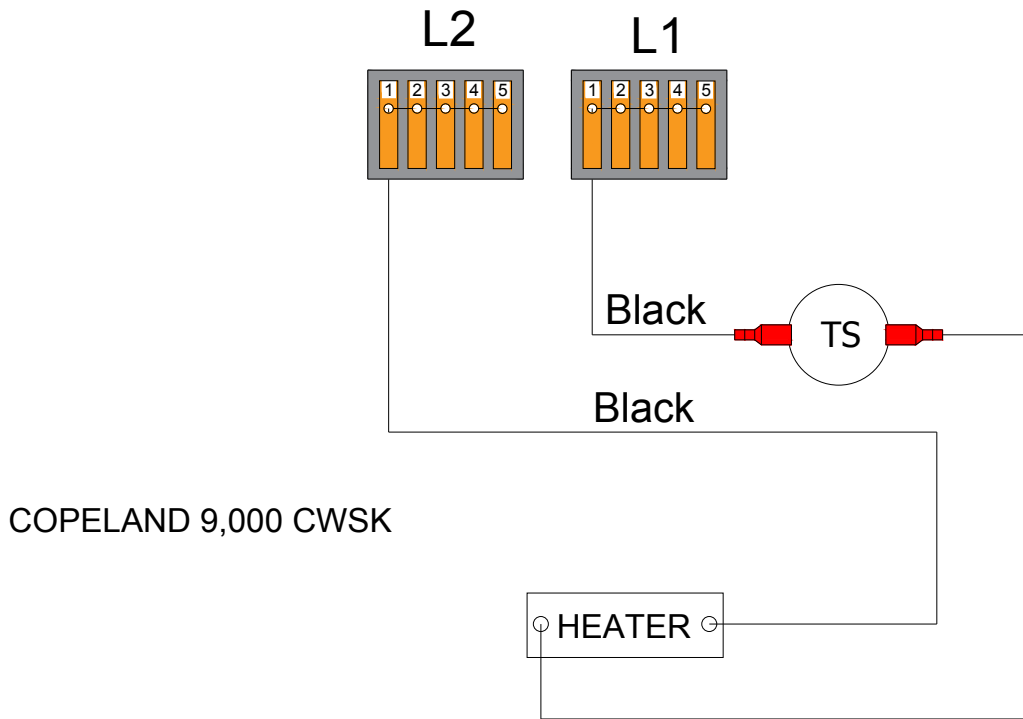 L2
L1
1 2 3 4 5
1 2 3 4 5
Black
TS
Black
COPELAND 9,000 CWSK
HEATER